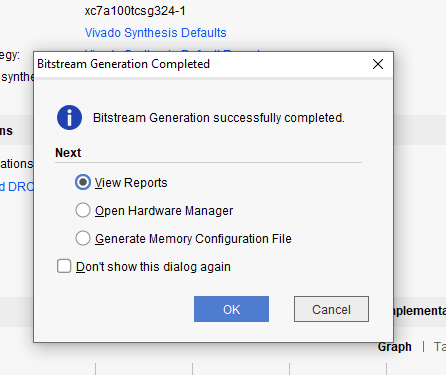 xc7a100tcsg324-1
Vivado Synthesis Defaults
egy:
Bitstream Generation Completed
synthe
Bitstream Generation successfully completed.
ns
Next
ations
View Reports
d DRC
Open Hardware Manager
Generate Memory Configuration File
Don't show this dialog again
OK
Cancel
mplementa
Graph | Ta